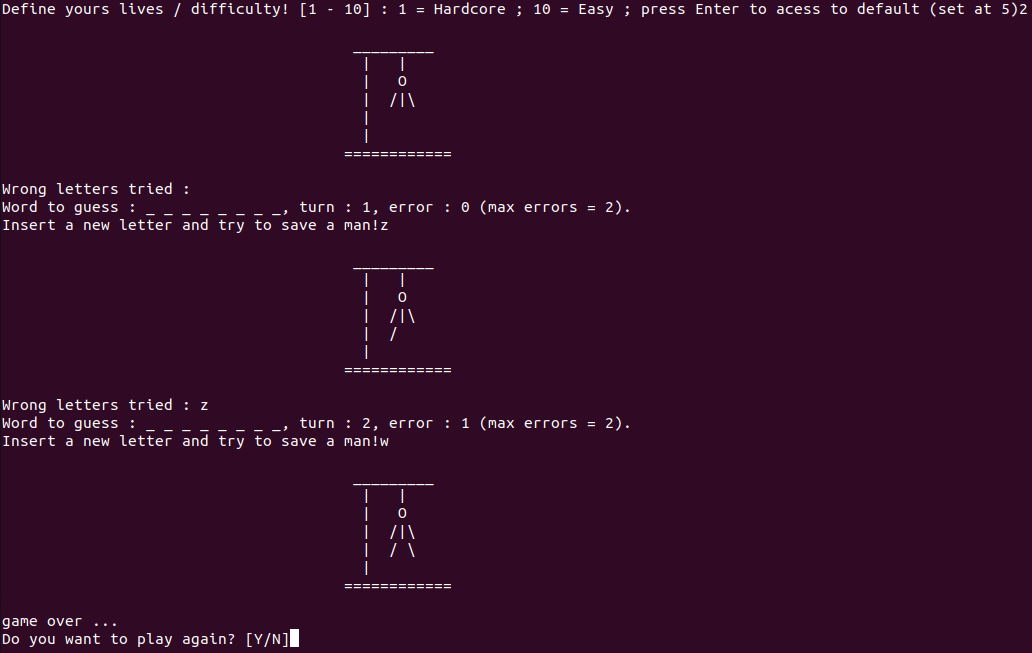 Define yours lives / difficulty! [1 - 10] : 1 = Hardcore ; 10 = Easy ; press Enter to acess to default (set at 5)2
_________
|   |
|   O
|  /|\
|
|
============
Wrong letters tried :
Word to guess : _ _ _ _ _ _ _ _, turn : 1, error : 0 (max errors = 2).
Insert a new letter and try to save a man!z
_________
|   |
|   O
|  /|\
|  /
|
============
Wrong letters tried : z
Word to guess : _ _ _ _ _ _ _ _, turn : 2, error : 1 (max errors = 2).
Insert a new letter and try to save a man!w
_________
|   |
|   O
|  /|\
|  / \
|
============
game over ...
Do you want to play again? [Y/N]